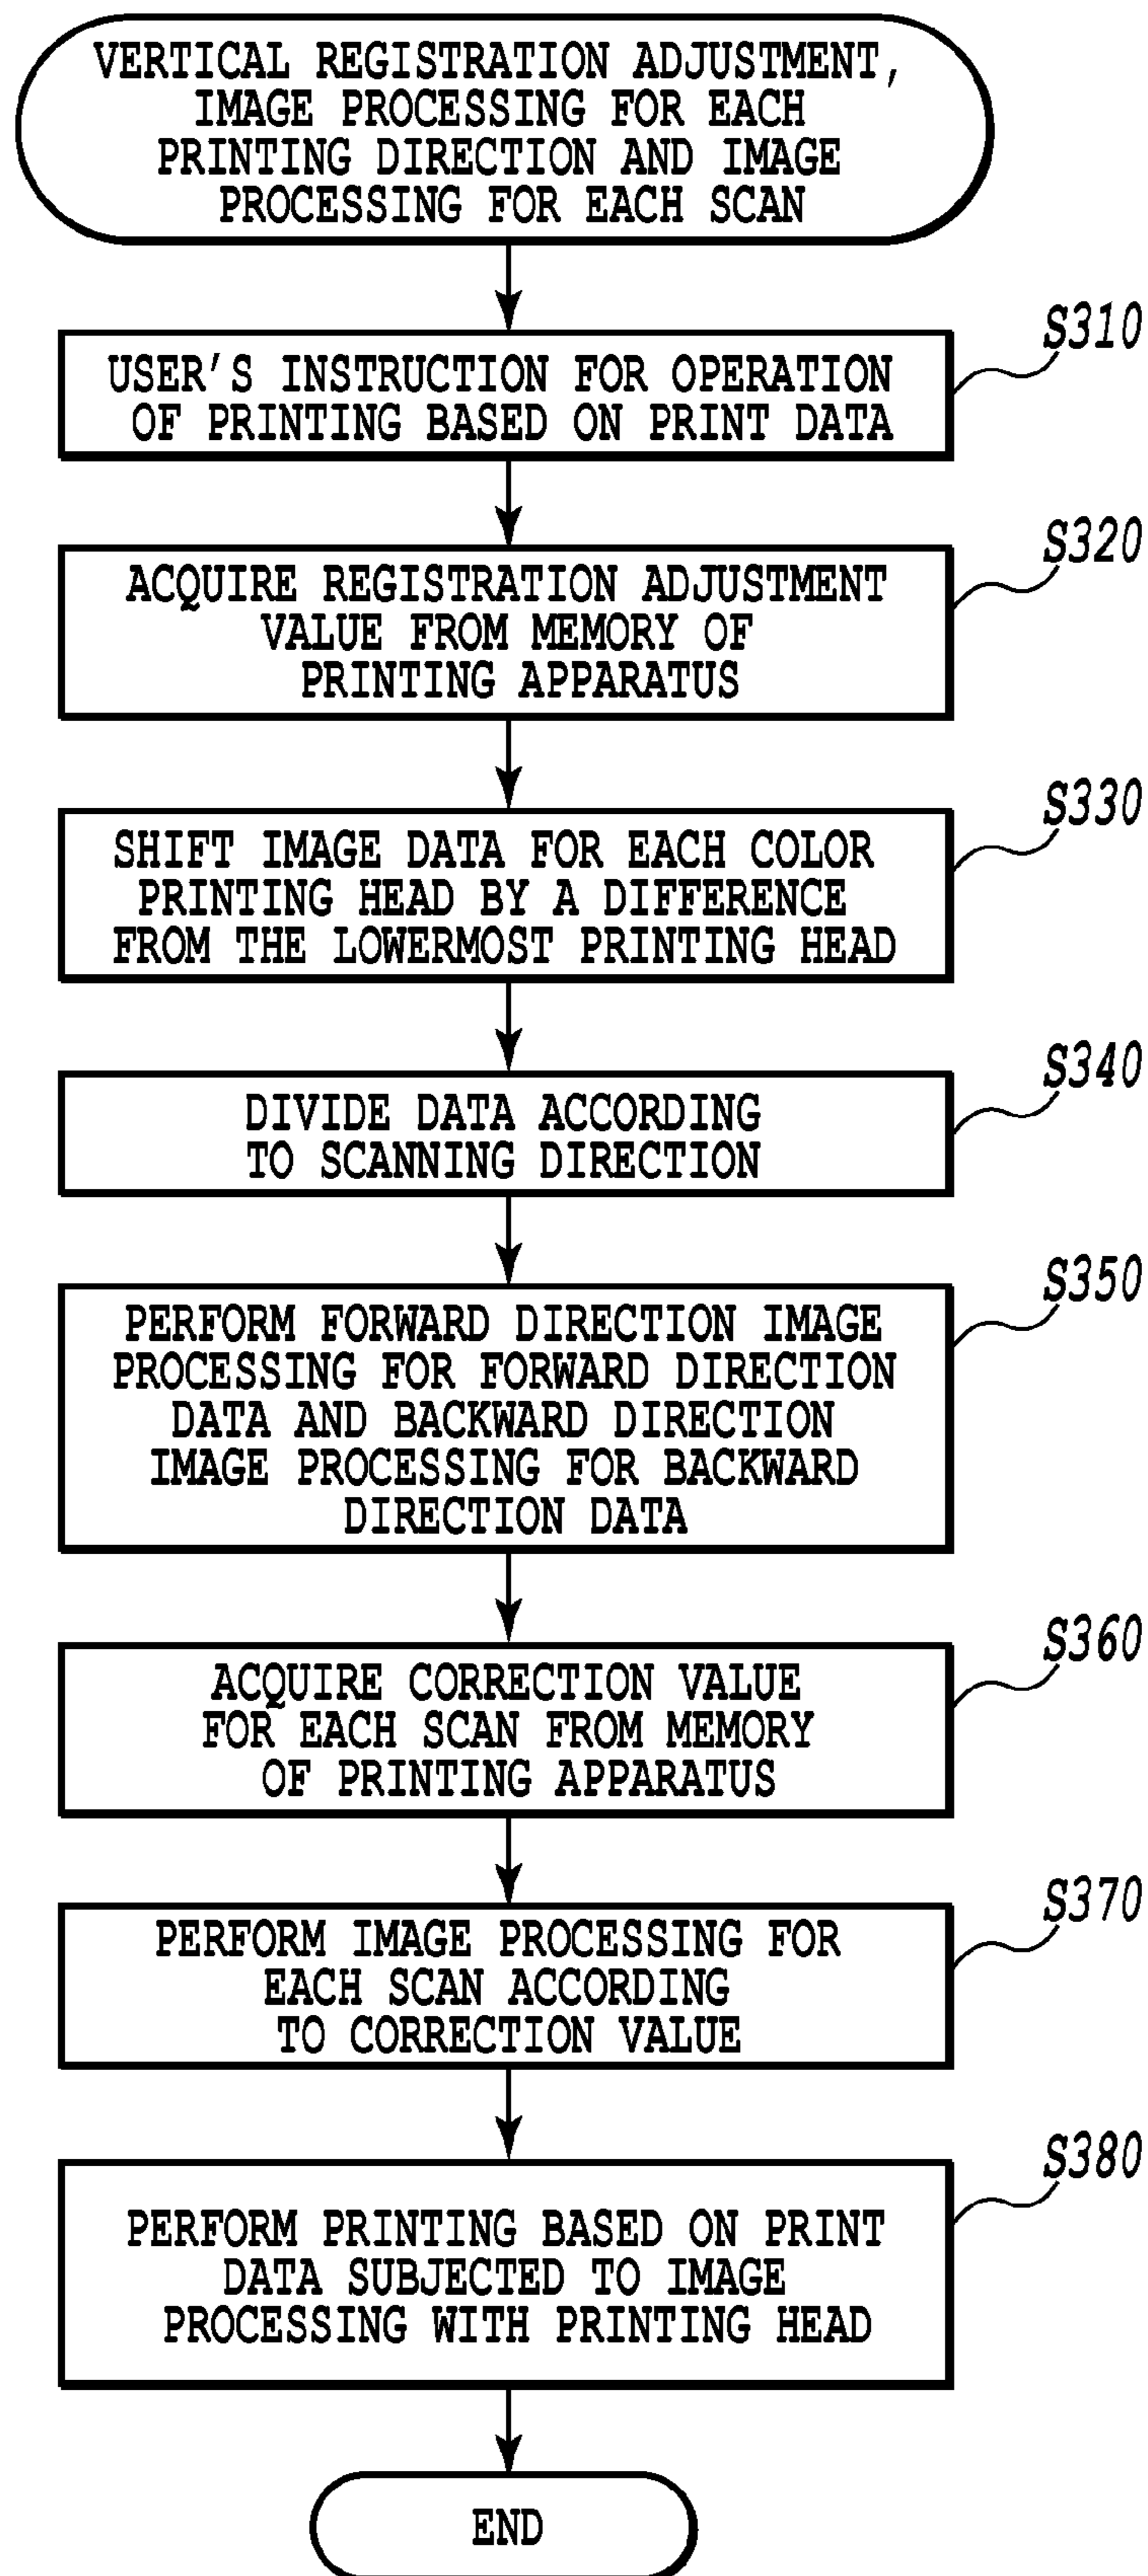 VERTICAL REGISTRATION ADJUSTMENT,
IMAGE PROCESSING FOR EACH
PRINTING DIRECTION AND IMAGE
PROCESSING FOR EACH SCAN
S310
USER'S INSTRUCTION FOR OPERATION
OF PRINTING BASED ON PRINT DATA
S320
ACQUIRE REGISTRATION ADJUSTMENT
VALUE FROM MEMORY OF
PRINTING APPARATUS
S330
SHIFT IMAGE DATA FOR EACH COLOR
PRINTING HEAD BY A DIFFERENCE
FROM THE LOWERMOST PRINTING HEAD
S340
DIVIDE DATA ACCORDING
TO SCANNING DIRECTION
S350
PERFORM FORWARD DIRECTION IMAGE
PROCESSING FOR FORWARD DIRECTION
DATA AND BACKWARD DIRECTION
IMAGE PROCESSING FOR BACKWARD
DIRECTION DATA
S360
ACQUIRE CORRECTION VALUE
FOR EACH SCAN FROM MEMORY
OF PRINTING APPARATUS
S370
PERFORM IMAGE PROCESSING FOR
EACH SCAN ACCORDING
TO CORRECTION VALUE
S380
PERFORM PRINTING BASED ON PRINT
DATA SUBJECTED TO IMAGE
PROCESSING WITH PRINTING HEAD
END